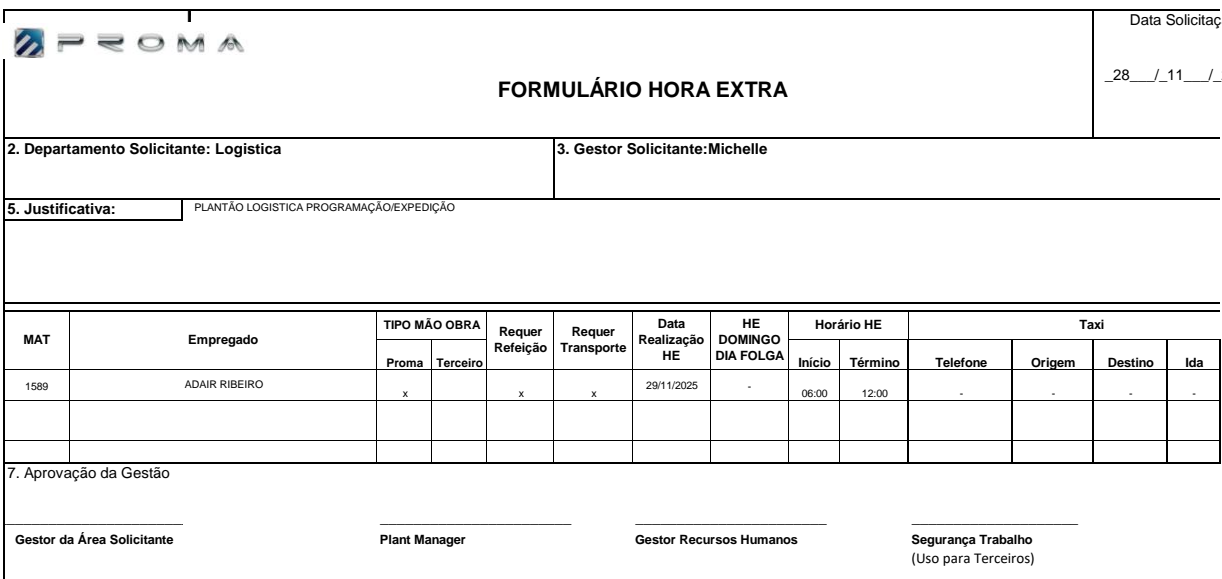 PROMA
Data Solicitaç
_28___/_11___/_
FORMULÁRIO HORA EXTRA
2. Departamento Solicitante: Logistica
3. Gestor Solicitante:Michelle
5. Justificativa:
PLANTÃO LOGISTICA PROGRAMAÇÃO/EXPEDIÇÃO
MAT
Empregado
TIPO MÃO OBRA
Proma Terceiro
Requer
Refeição
Requer
Transporte
Data
Realização
HE
HE
DOMINGO
DIA FOLGA
Horário HE
Início Término
Taxi
Telefone Origem Destino Ida
1589 ADAIR RIBEIRO x x x 29/11/2025 - 06:00 12:00 - - - -
7. Aprovação da Gestão
Gestor da Área Solicitante
Plant Manager
Gestor Recursos Humanos
Segurança Trabalho
(Uso para Terceiros)